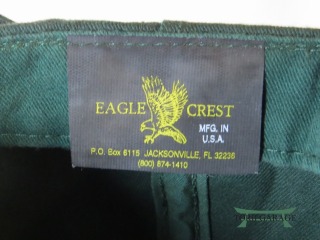 EAGLE CREST
MFG. IN
U.S.A.
P.O. Box 6115 JACKSONVILLE, FL 32236
(800) 874-1410